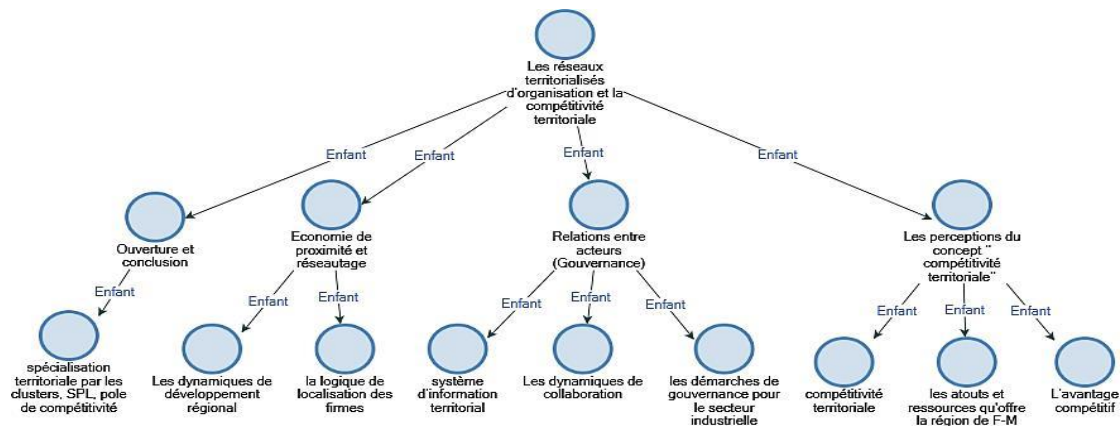 Les réseaux
territorialisés
d'organisation et la
compétitivité
territoriale
Enfant
Enfant
Enfant
Enfant
Ouverture et
conclusion
Economie de
proximité et
réseautage
Relations entre
acteurs
(Gouvernance)
Les perceptions du
concept "
compétitivité
territoriale"
Enfant
Enfant
Enfant
Enfant
Enfant
Enfant
Enfant
Enfant
Enfant
spécialisation
territoriale par les
clusters, SPL, pole
de compétitivité
Les dynamiques de
développement
régional
la logique de
localisation des
firmes
système
d'information
territorial
Les dynamiques de
collaboration
les démarches de
gouvernance pour
le secteur
industrielle
compétitivité
territoriale
les atouts et
ressources qu'offre
la région de F-M
L'avantage
compétitif